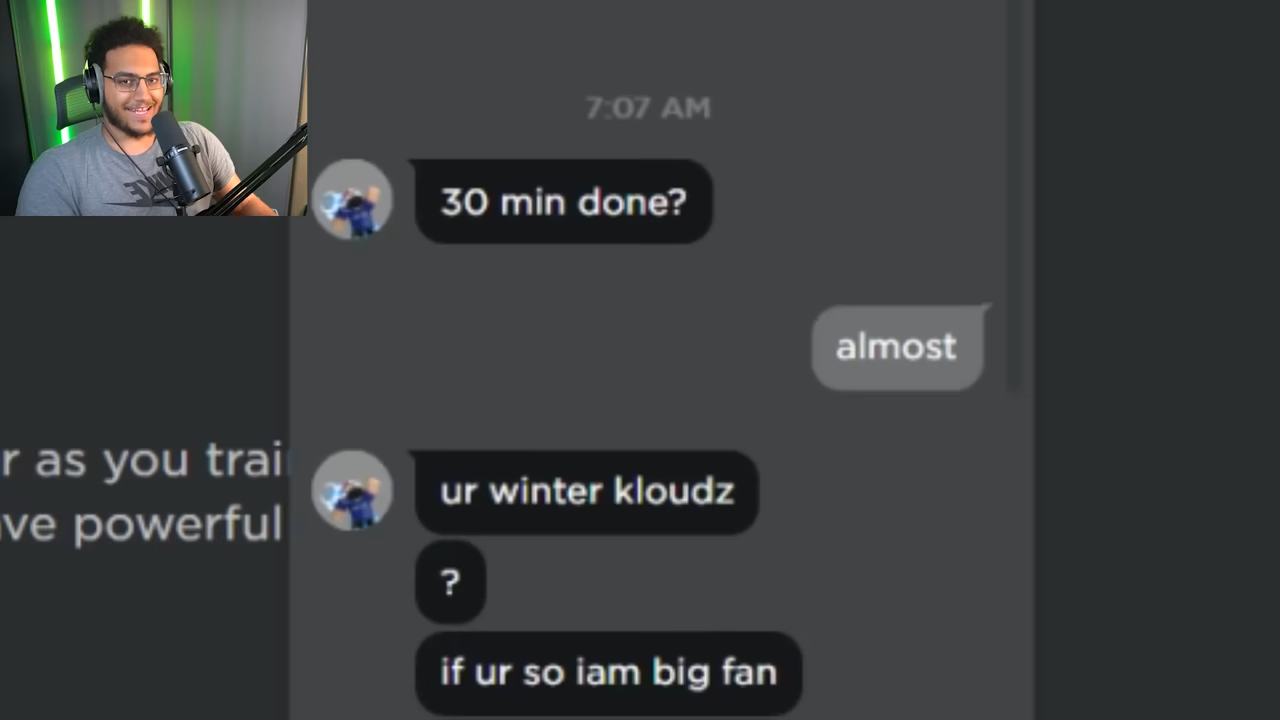 7:07 AM
30 min done?
almost
r as you trai
ur winter kloudz
ve powerful
?
if ur so iam big fan